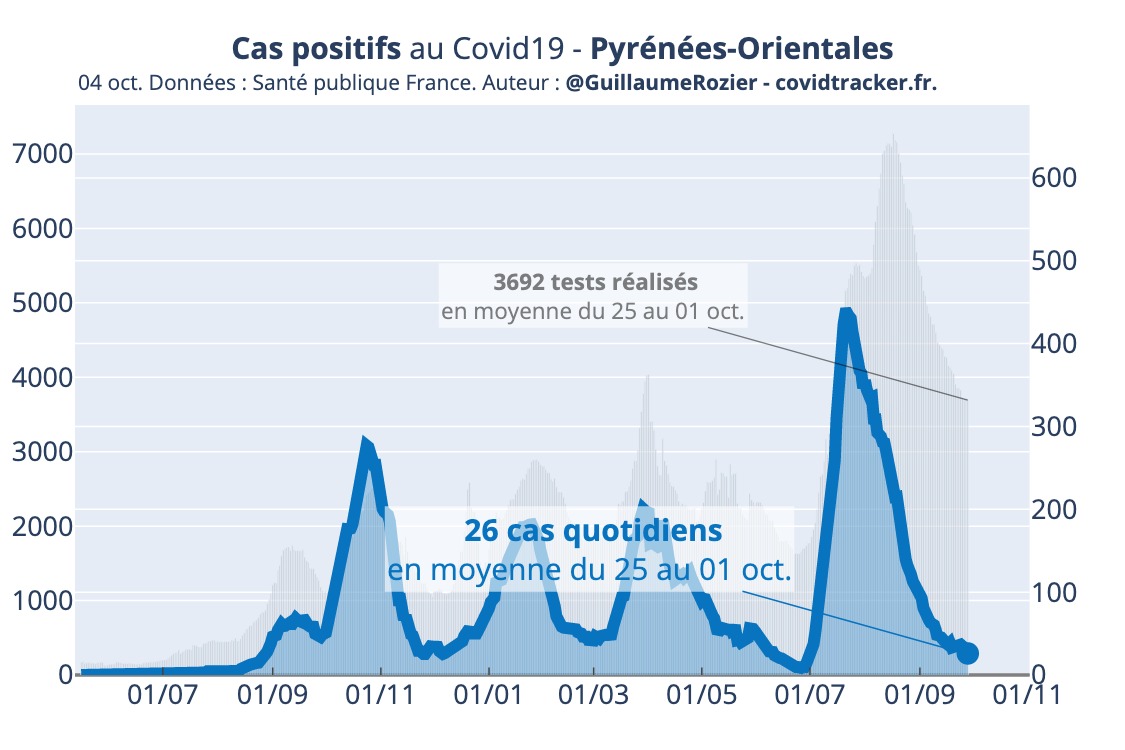 Cas positifs au Covid19 - Pyrénées-Orientales
04 oct. Données : Santé publique France. Auteur : @GuillaumeRozier - covidtracker.fr.
7000
6000
5000
4000
3000
2000
1000
0
600
500
400
300
200
100
0
3692 tests réalisés
en moyenne du 25 au 01 oct.
26 cas quotidiens
en moyenne du 25 au 01 oct.
01/07 01/09 01/11 01/01 01/03 01/05 01/07 01/09 01/11